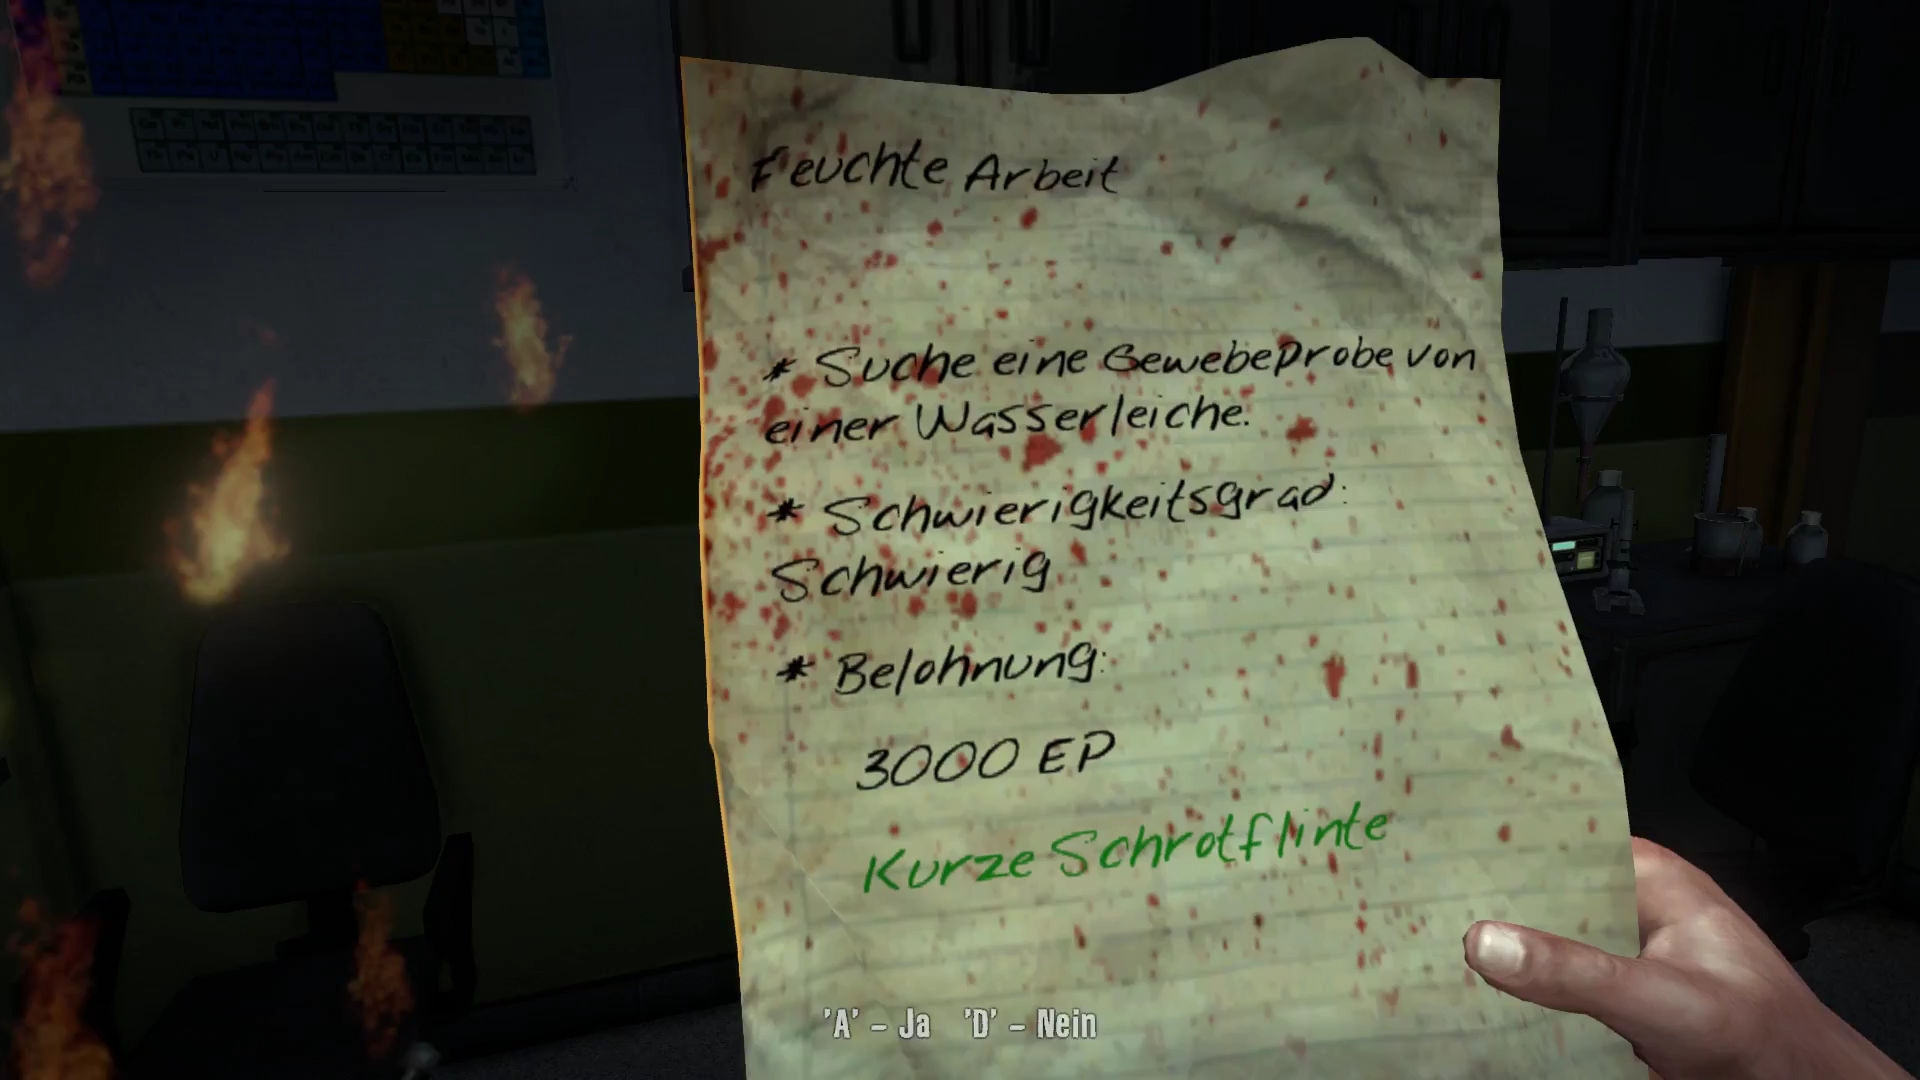 Feuchte Arbeit
* Suche eine Gewebeprobe von
einer Wasserleiche.
* Schwierigkeitsgrad:
Schwierig
* Belohnung:
3000 EP
Kurze Schrotflinte
'A' - Ja 'D' - Nein